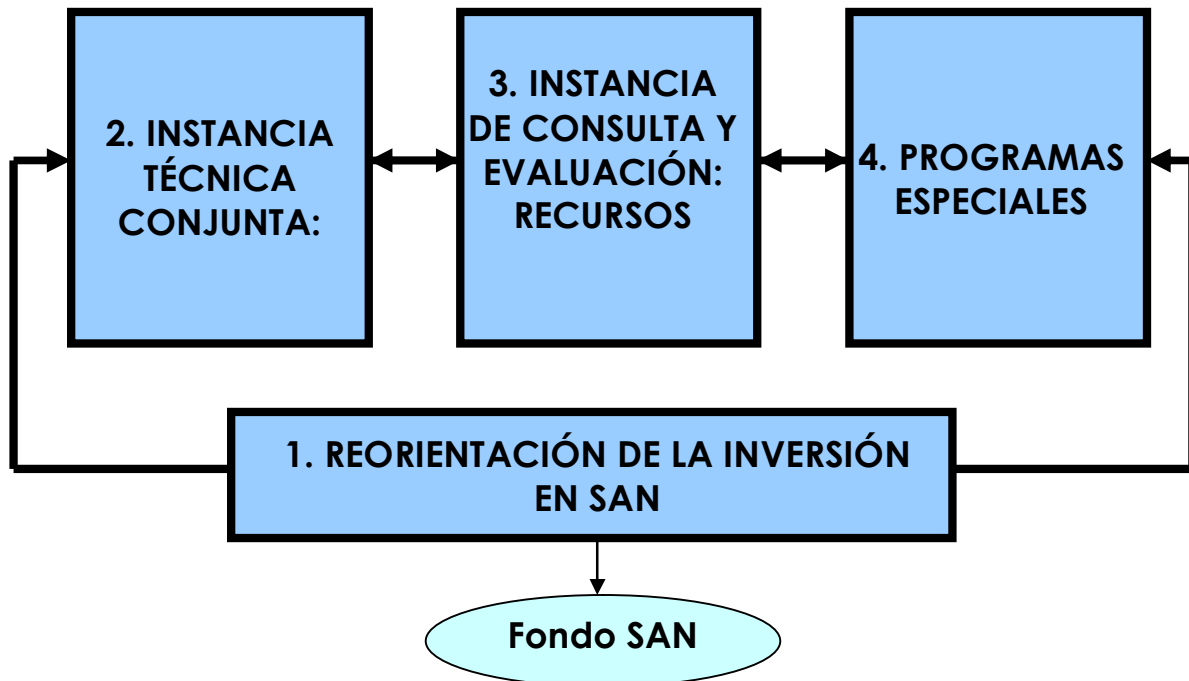 2. INSTANCIA
TÉCNICA
CONJUNTA:
3. INSTANCIA
DE CONSULTA Y
EVALUACIÓN:
RECURSOS
4. PROGRAMAS
ESPECIALES
1. REORIENTACIÓN DE LA INVERSIÓN
EN SAN
Fondo SAN